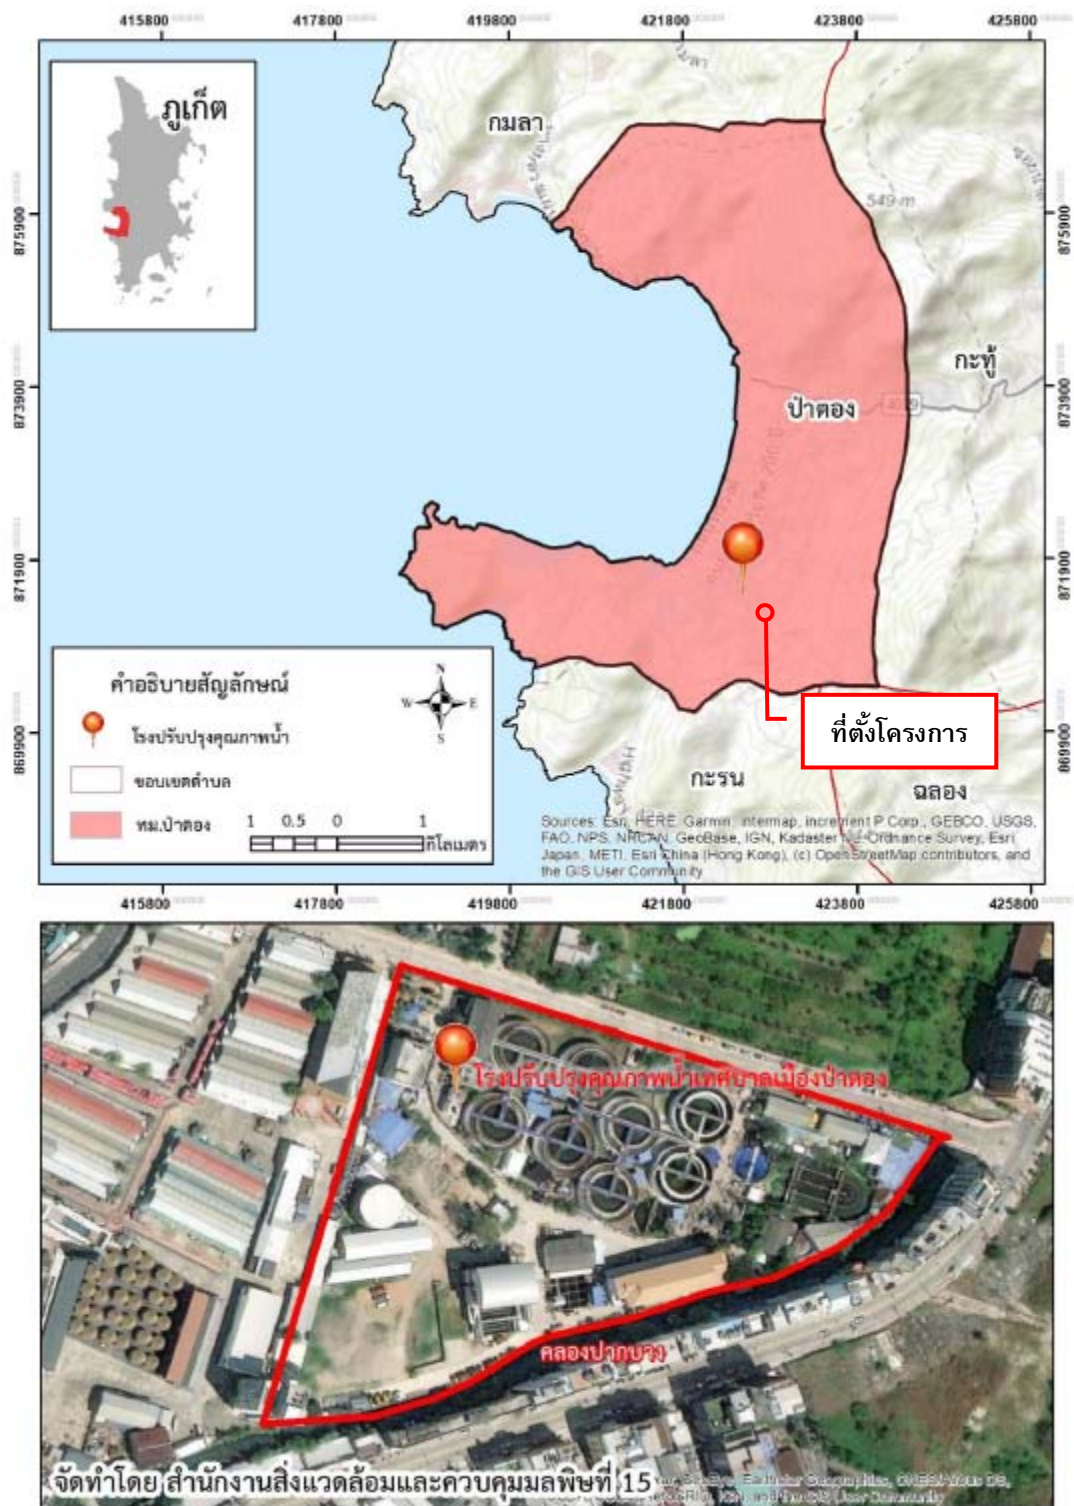 415800 417800 419800 421800 423800 425800
ภูเก็ต
กมลา
549 m
875900 875900
กะทู้
873900 873900
ป่าตอง
871900 871900
ที่ตั้งโครงการ
869900 869900
กะรน
ฉลอง
คำอธิบายสัญลักษณ์
N
W E
S
โรงปรับปรุงคุณภาพน้ำ
ขอบเขตตำบล
ทม.ป่าตอง
1 0.5 0 1
กิโลเมตร
Sources: Esri, HERE, Garmin, Intermap, increment P Corp., GEBCO, USGS,
FAO, NPS, NRCAN, GeoBase, IGN, Kadaster NL, Ordnance Survey, Esri
Japan, METI, Esri China (Hong Kong), (c) OpenStreetMap contributors, and
the GIS User Community
415800 417800 419800 421800 423800 425800
โรงปรับปรุงคุณภาพน้ำเทศบาลเมืองป่าตอง
คลองปากบาง
จัดทำโดย สำนักงานสิ่งแวดล้อมและควบคุมมลพิษที่ 15
and the GIS User Community